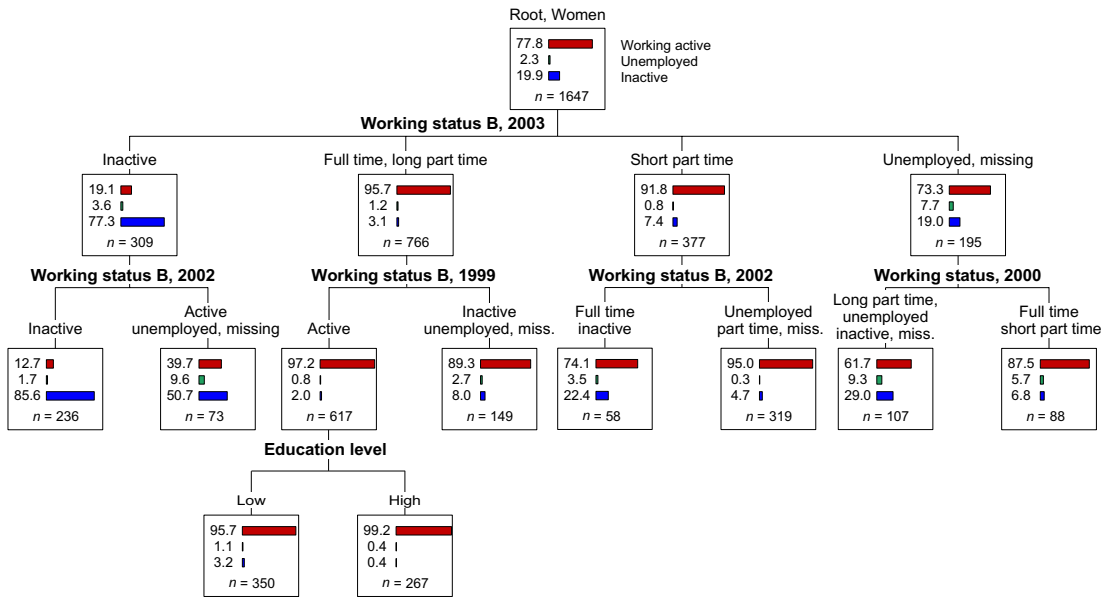 Root, Women
77.8
Working active
2.3
Unemployed
19.9
Inactive
n = 1647
Working status B, 2003
Inactive
19.1
3.6
77.3
n = 309
Full time, long part time
95.7
1.2
3.1
n = 766
Short part time
91.8
0.8
7.4
n = 377
Unemployed, missing
73.3
7.7
19.0
n = 195
Working status B, 2002
Inactive
12.7
1.7
85.6
n = 236
Active
unemployed, missing
39.7
9.6
50.7
n = 73
Working status B, 1999
Active
97.2
0.8
2.0
n = 617
Inactive
unemployed, miss.
89.3
2.7
8.0
n = 149
Working status B, 2002
Full time
inactive
74.1
3.5
22.4
n = 58
Unemployed
part time, miss.
95.0
0.3
4.7
n = 319
Working status, 2000
Long part time,
unemployed
inactive, miss.
61.7
9.3
29.0
n = 107
Full time
short part time
87.5
5.7
6.8
n = 88
Education level
Low
95.7
1.1
3.2
n = 350
High
99.2
0.4
0.4
n = 267